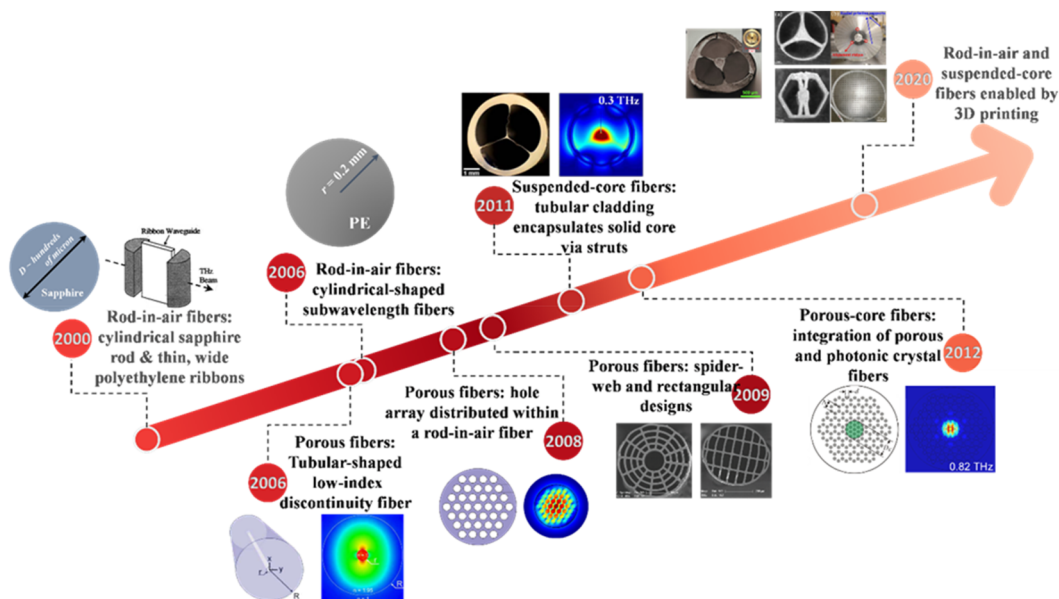 D ~ hundreds
of micron
Sapphire
Ribbon Waveguide
THz
Beam
2000
Rod-in-air fibers:
cylindrical sapphire
rod & thin, wide
polyethylene ribbons
r = 0.2 mm
PE
2006
Rod-in-air fibers:
cylindrical-shaped
subwavelength fibers
2006
Porous fibers:
Tubular-shaped
low-index
discontinuity fiber
x
y
r
R
R
Porous fibers: hole
array distributed within
a rod-in-air fiber
2008
1 mm
0.3 THz
2011
Suspended-core fibers:
tubular cladding
encapsulates solid core
via struts
Porous fibers: spider-
web and rectangular
designs
2009
Porous-core fibers:
integration of porous
and photonic crystal
fibers
2012
0.82 THz
2020
Rod-in-air and
suspended-core
fibers enabled by
3D printing